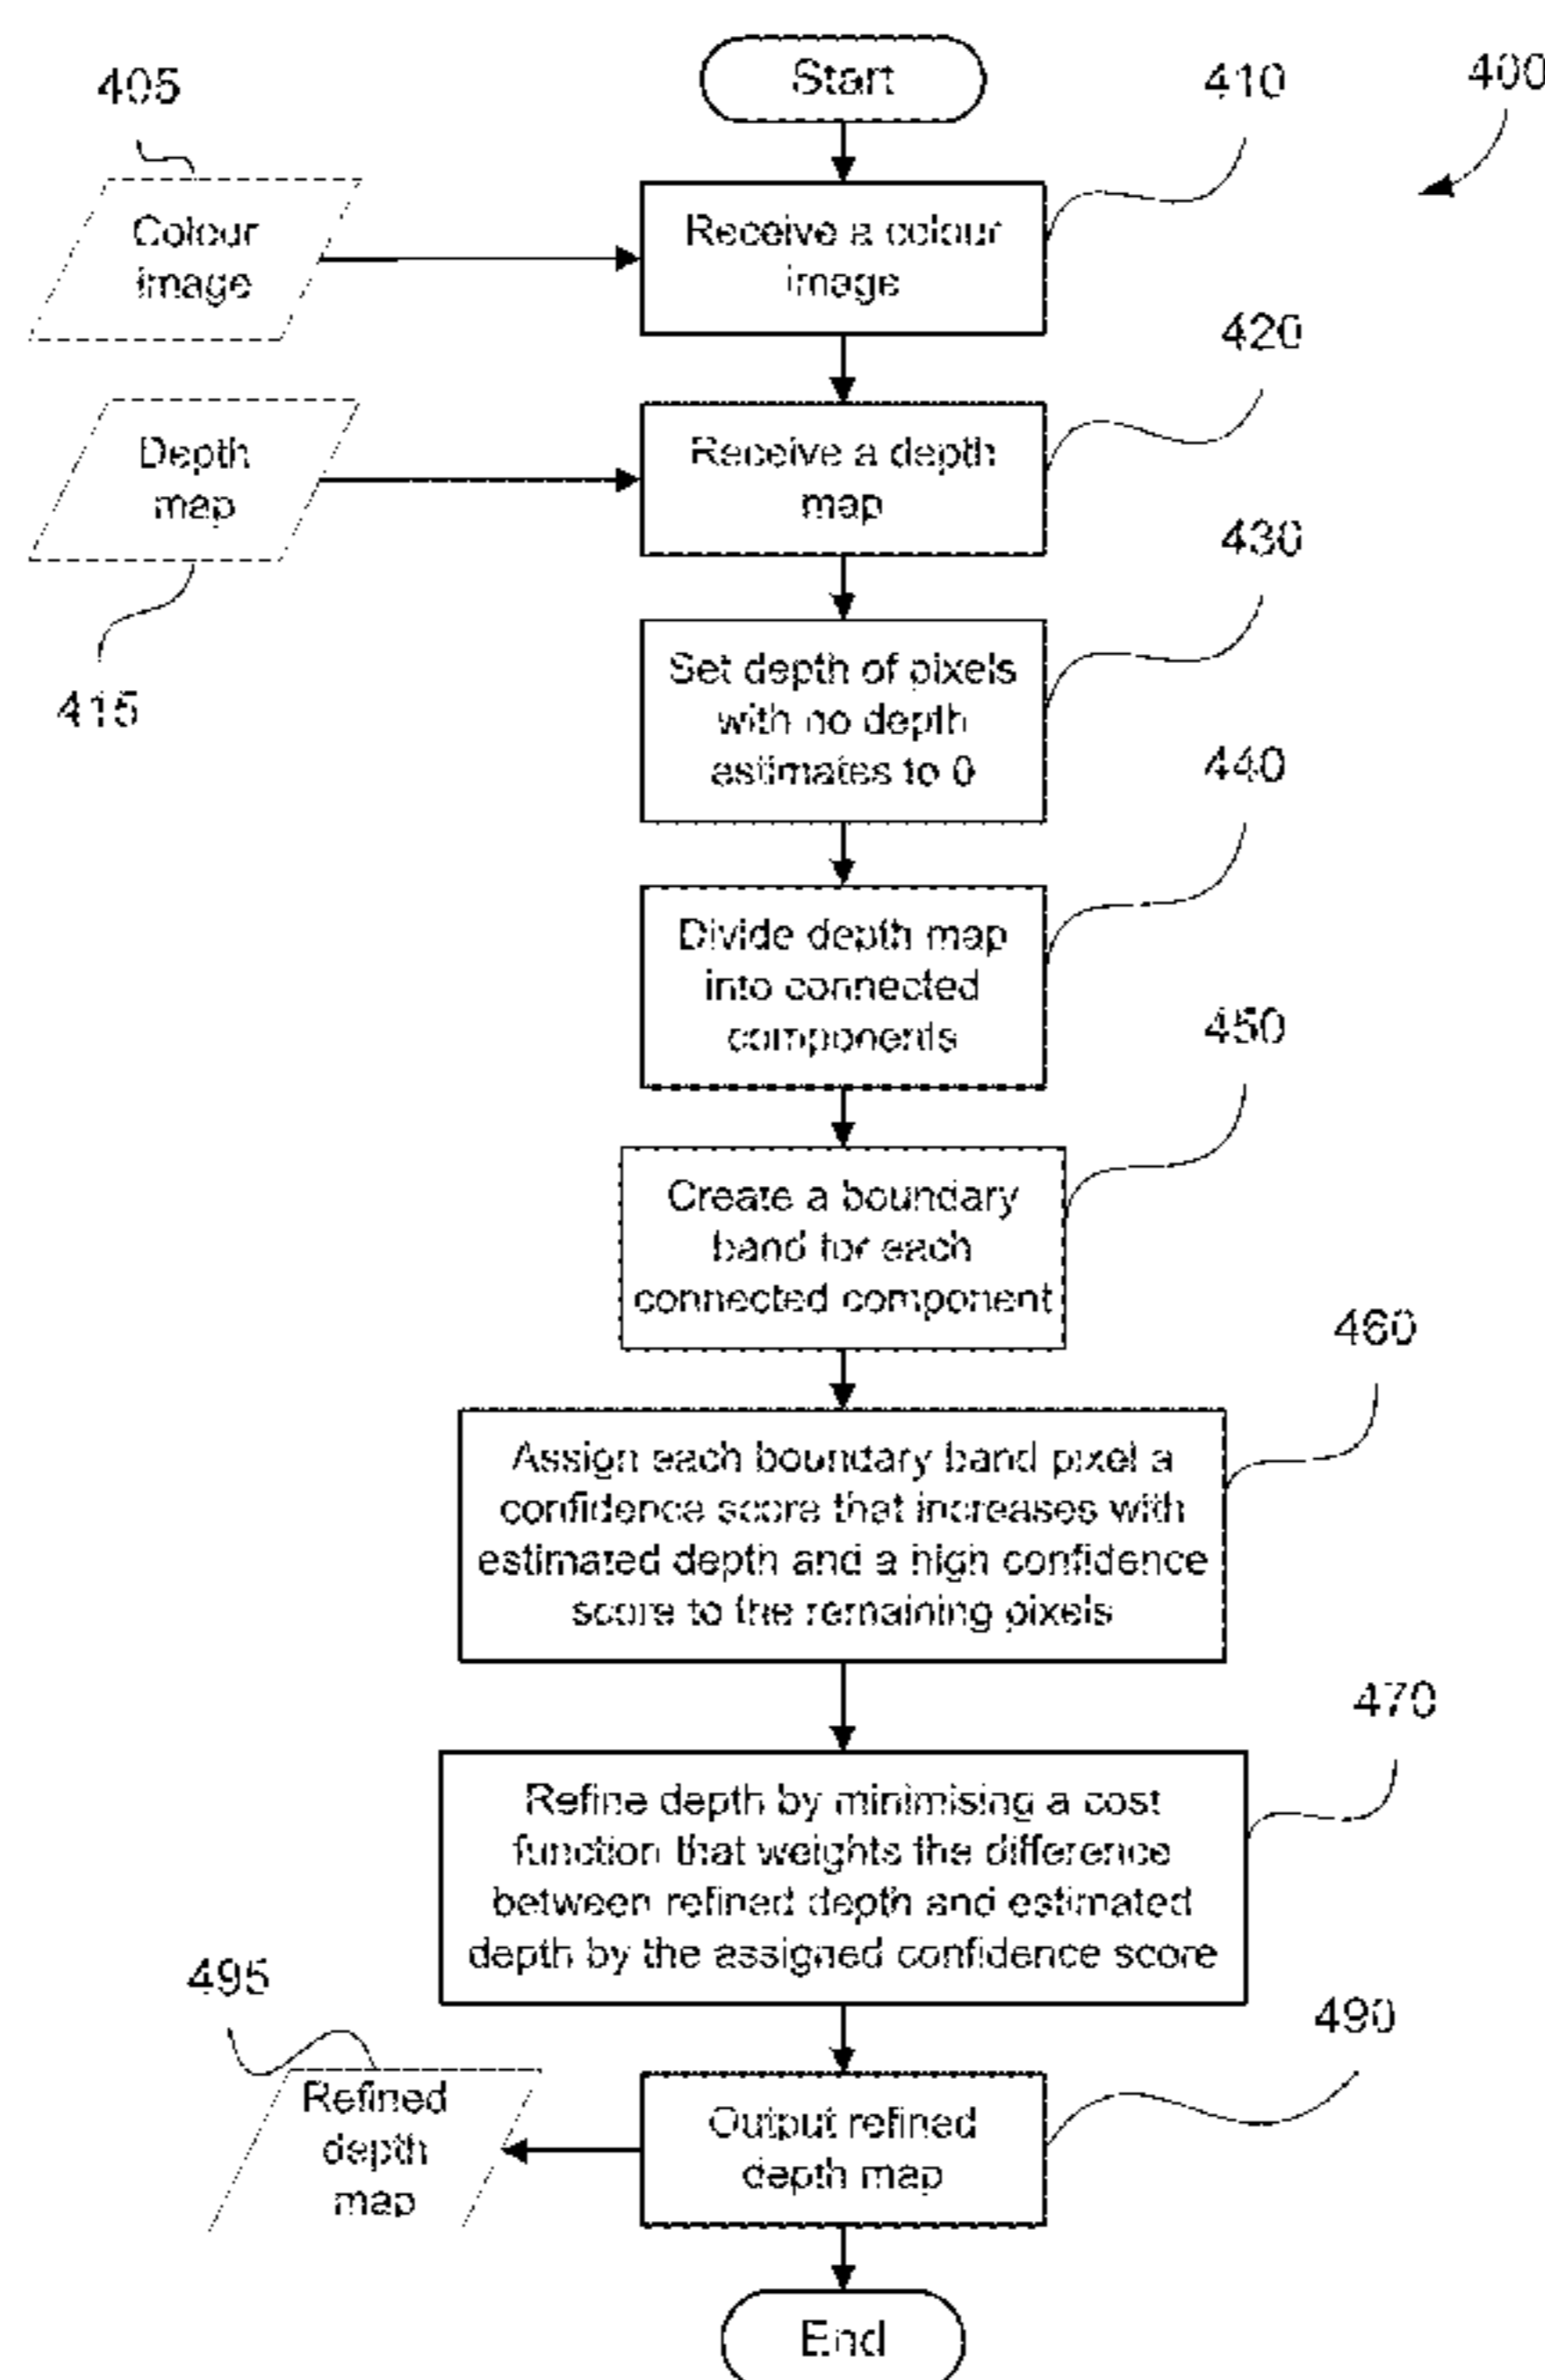 Start
405
410
400
Colour
image
Receive a colour
image
420
Depth
map
Receive a depth
map
430
415
Set depth of pixels
with no depth
estimates to 0
440
Divide depth map
into connected
components
450
Create a boundary
band for each
connected component
460
Assign each boundary band pixel a
confidence score that increases with
estimated depth and a high confidence
score to the remaining pixels
470
Refine depth by minimising a cost
function that weights the difference
between refined depth and estimated
depth by the assigned confidence score
495
490
Refined
depth
map
Output refined
depth map
End